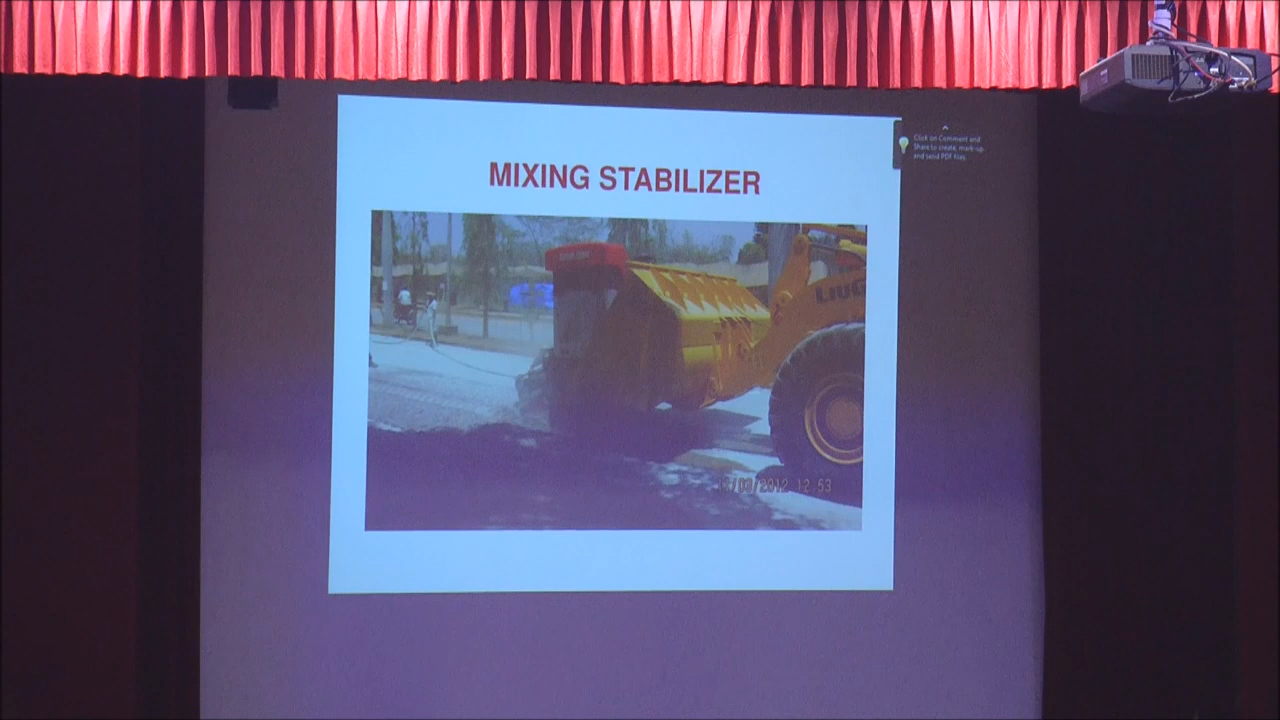 MIXING STABILIZER
Click on Comment and
Share to create, mark-up
and send PDF files.
LIUG
/2012 12:53